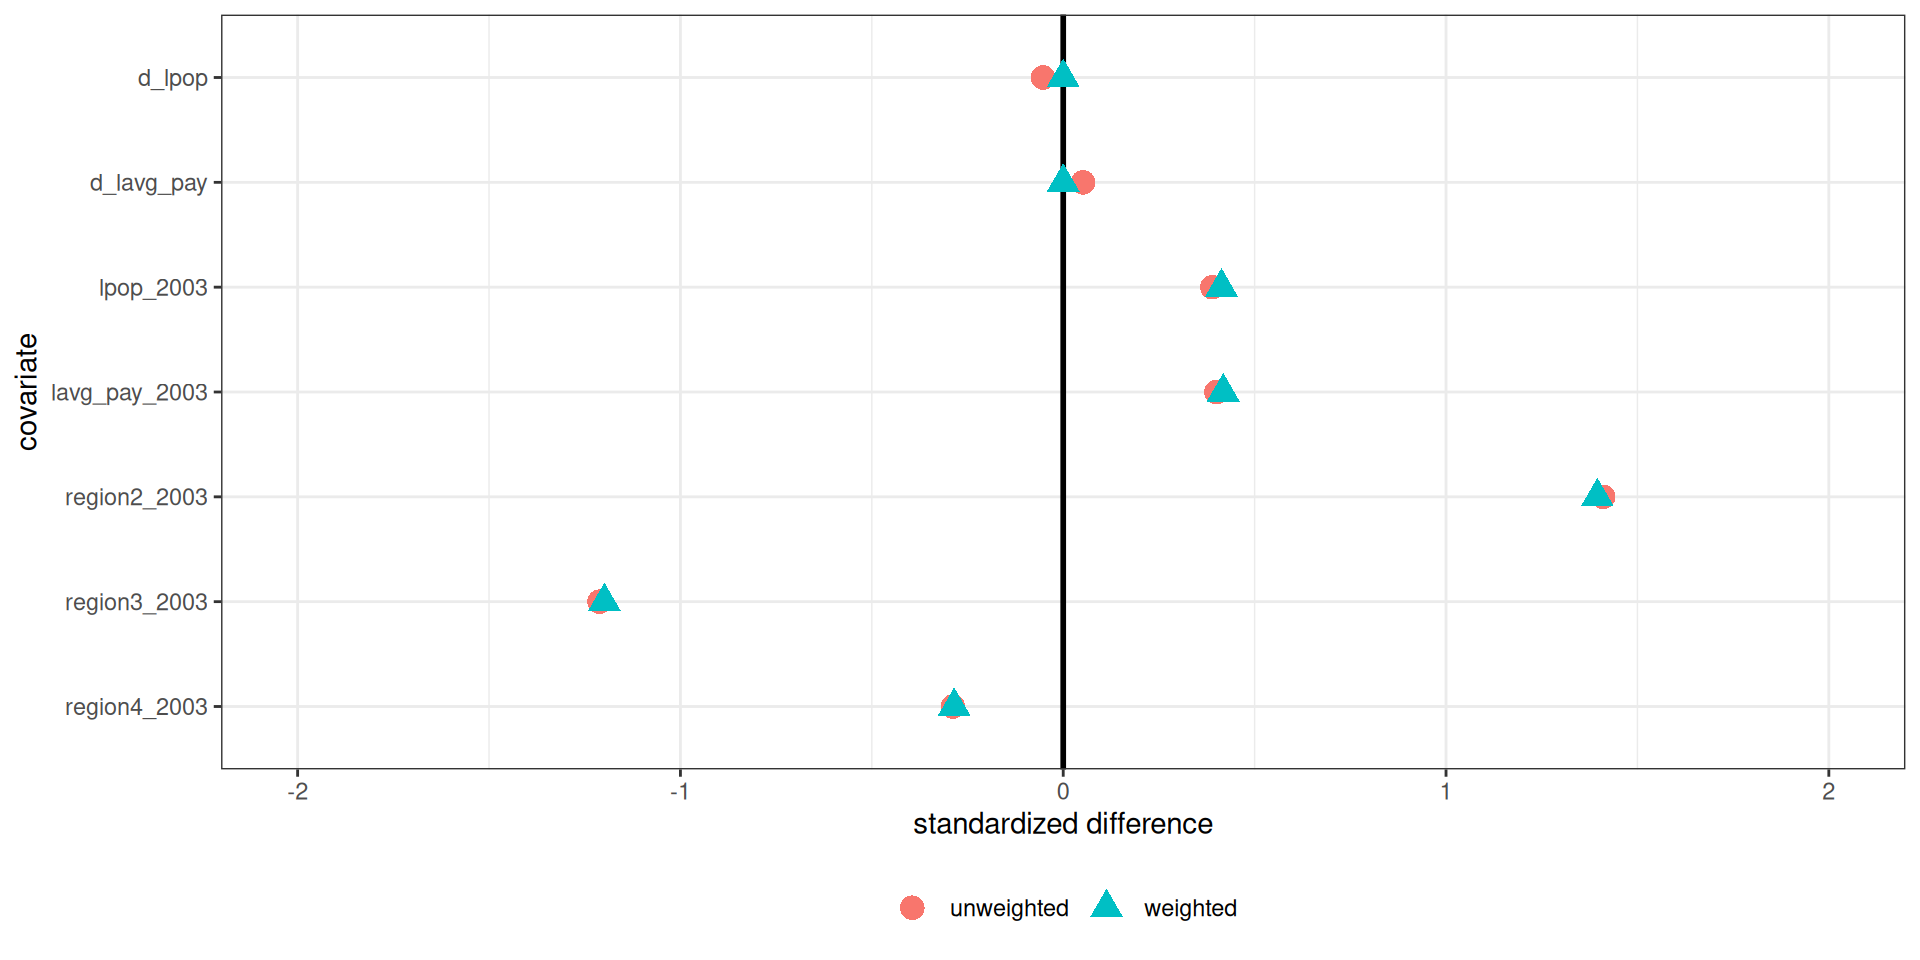 covariate
d_lpop
d_lavg_pay
lpop_2003
lavg_pay_2003
region2_2003
region3_2003
region4_2003
-2 -1 0 1 2
standardized difference
unweighted weighted